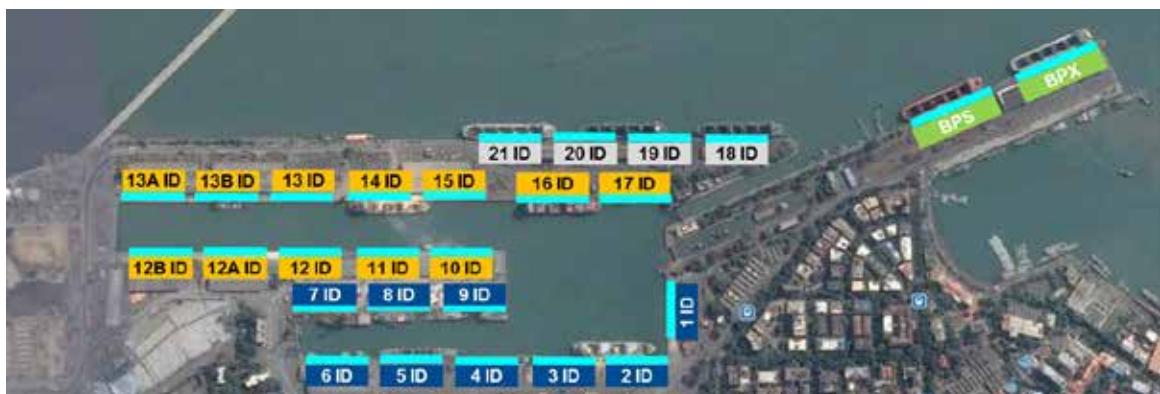 BPX
BPS
21 ID 20 ID 19 ID 18 ID
13A ID 13B ID 13 ID 14 ID 15 ID 16 ID 17 ID
12B ID 12A ID 12 ID 11 ID 10 ID
7 ID 8 ID 9 ID
1 ID
6 ID 5 ID 4 ID 3 ID 2 ID